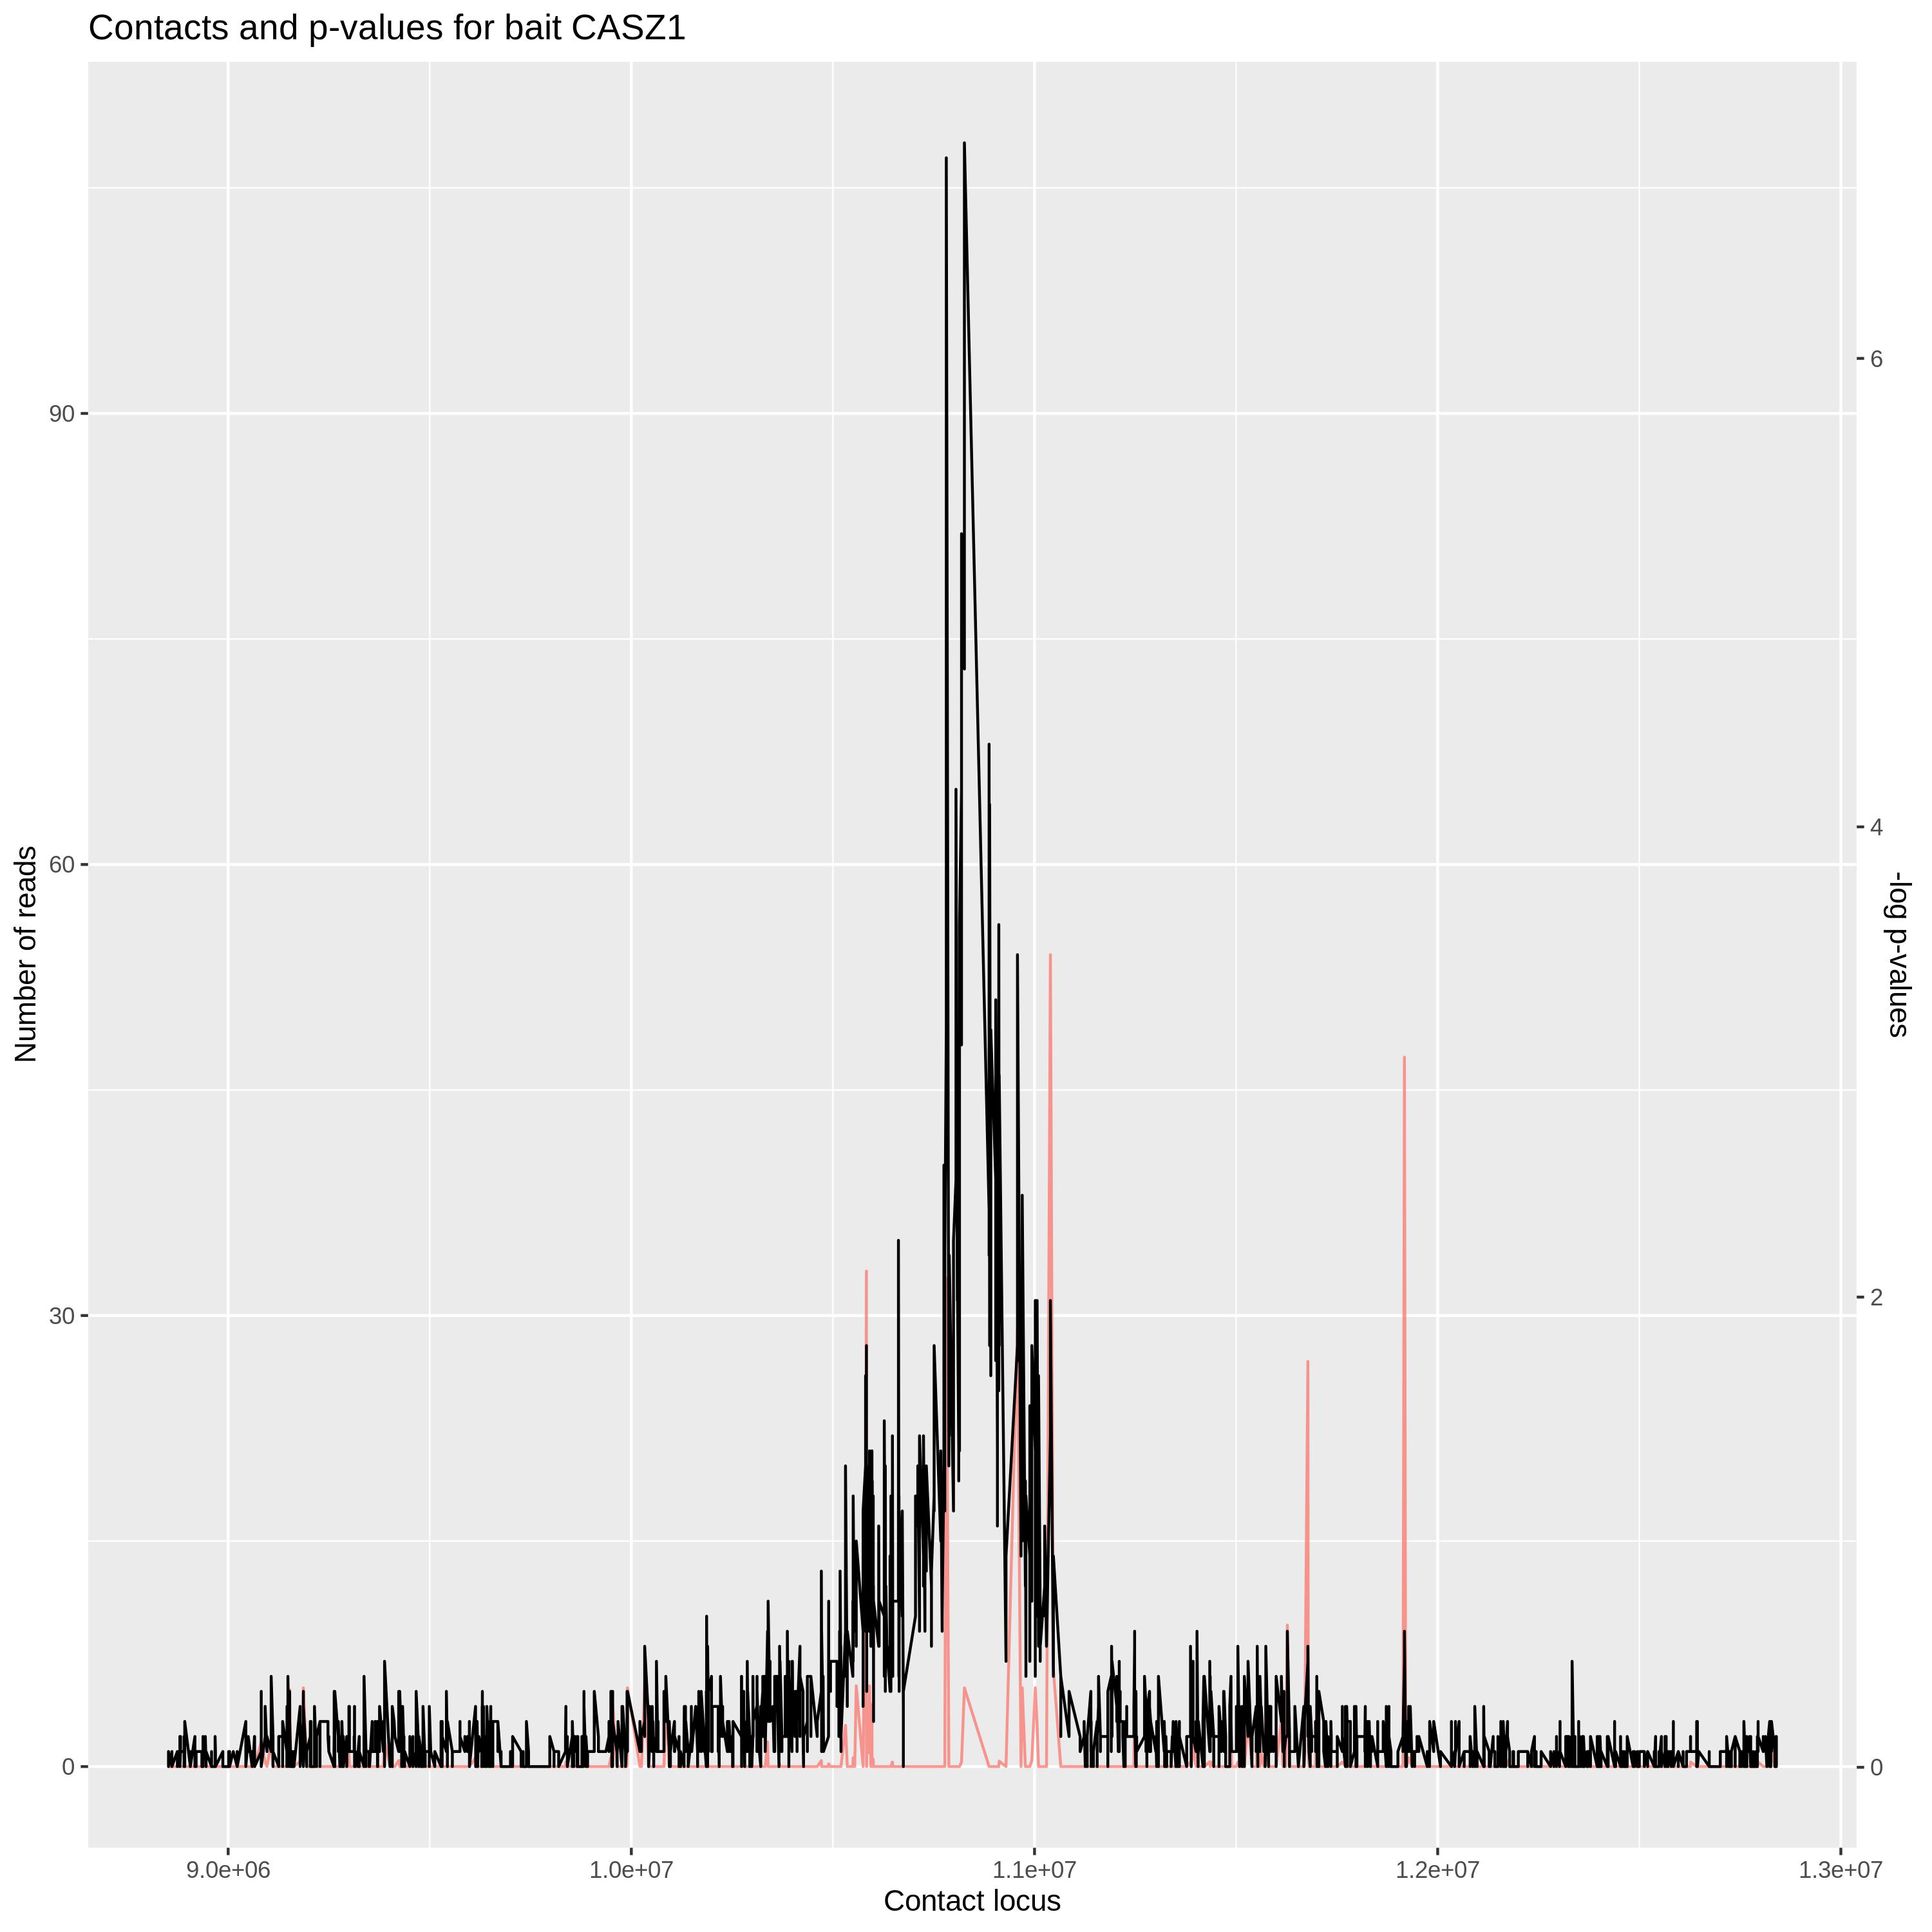 Contacts and p-values for bait CASZ1
90
60
30
0
Number of reads
6
4
2
0
-log p-values
9.0e+06
1.0e+07
1.1e+07
1.2e+07
1.3e+07
Contact locus